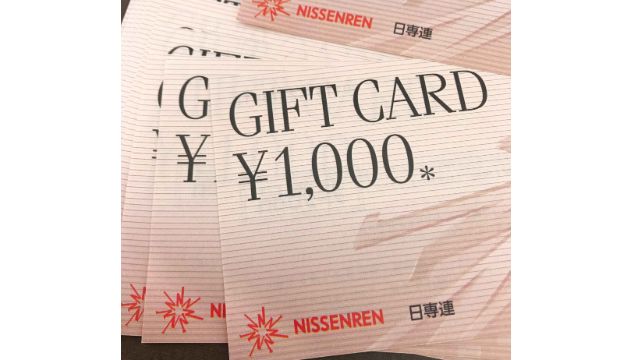 NISSENREN 日専連
GIFT CARD
¥1,000*
NISSENREN 日専連
G
¥